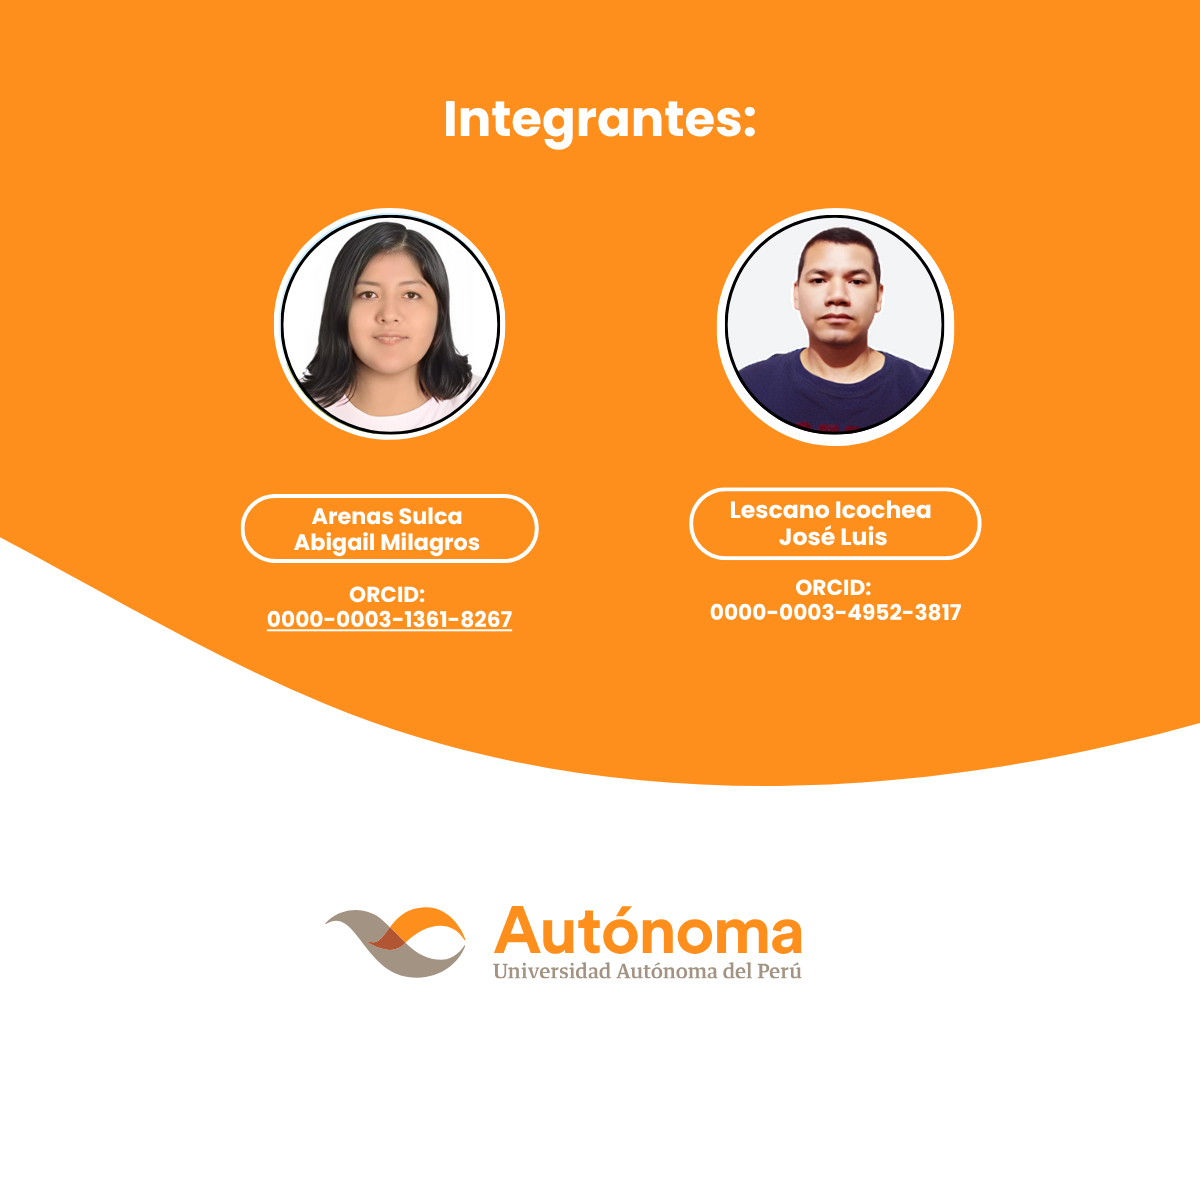 Integrantes:
Arenas Sulca
Abigail Milagros
ORCID:
0000-0003-1361-8267
Lescano Icochea
José Luis
ORCID:
0000-0003-4952-3817
Autónoma
Universidad Autónoma del Perú